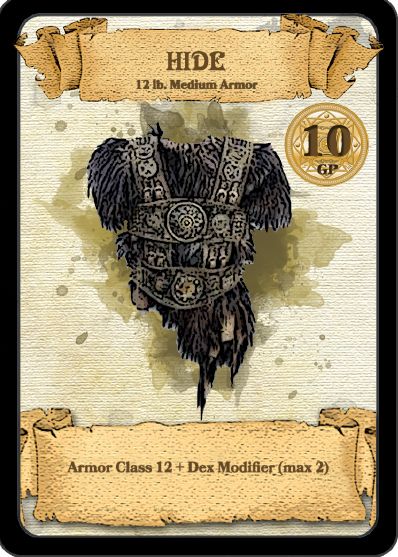 HIDE
12 lb. Medium Armor
10
GP
Armor Class 12 + Dex Modifier (max 2)